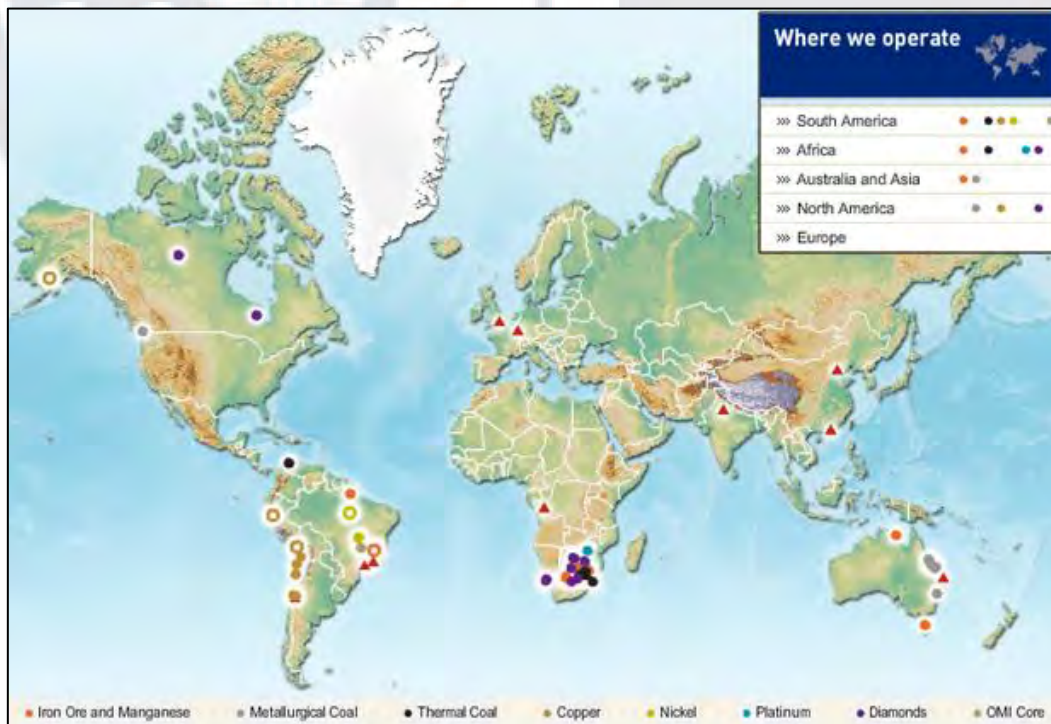 Where we operate
»» South America
»» Africa
»» Australia and Asia
»» North America
»» Europe
Iron Ore and Manganese
Metallurgical Coal
Thermal Coal
Copper
Nickel
Platinum
Diamonds
OMI Core